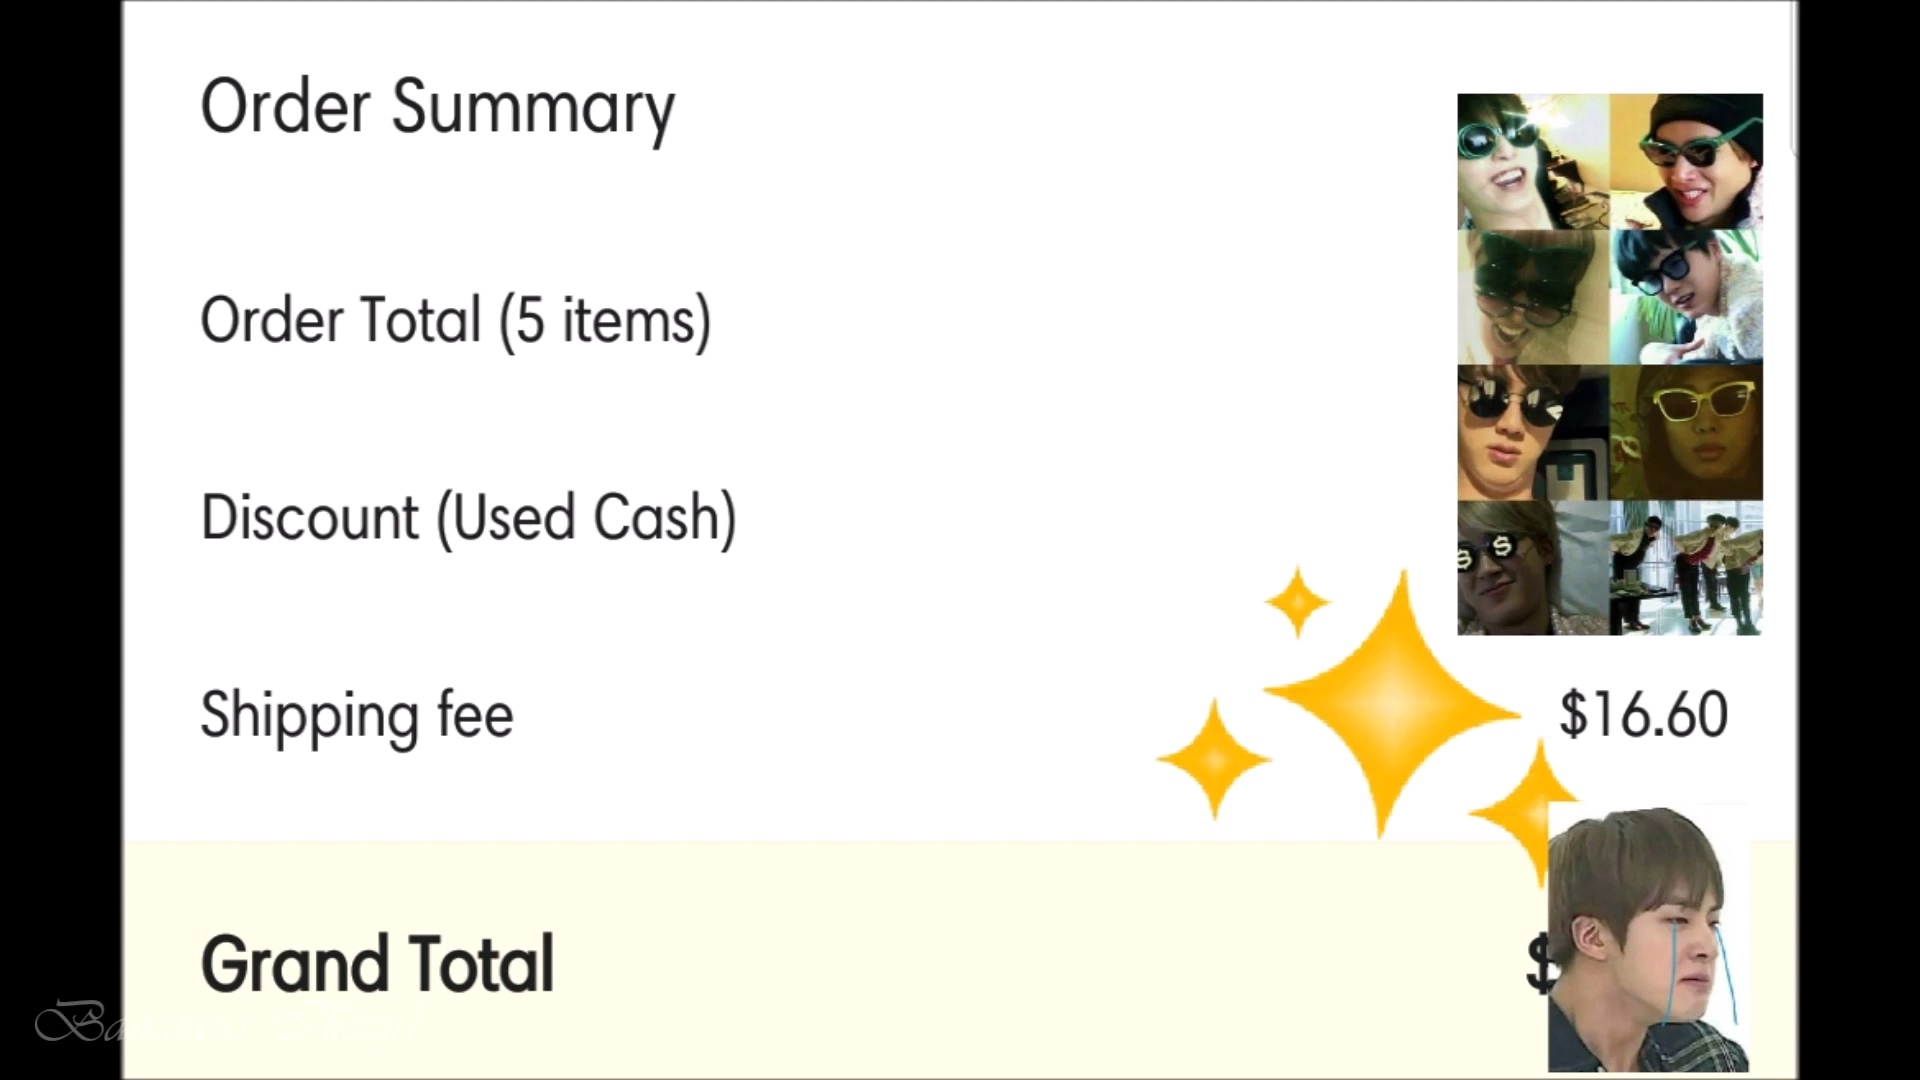 Order Summary
Order Total (5 items)
Discount (Used Cash)
Shipping fee
$16.60
Grand Total
$
$ $